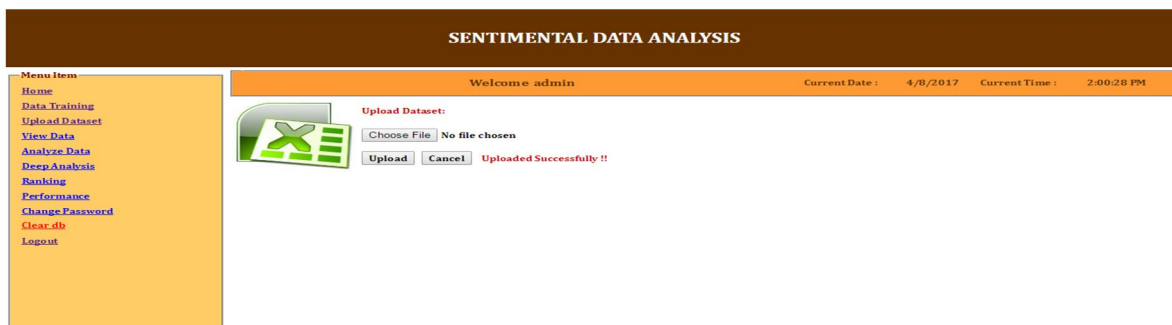 SENTIMENTAL DATA ANALYSIS
Menu Item
Home
Data Training
Upload Dataset
View Data
Analyze Data
Deep Analysis
Ranking
Performance
Change Password
Clear db
Logout
Welcome admin Current Date : 4/8/2017 Current Time : 2:00:28 PM
Upload Dataset:
Choose File No file chosen
Upload Cancel Uploaded Successfully !!